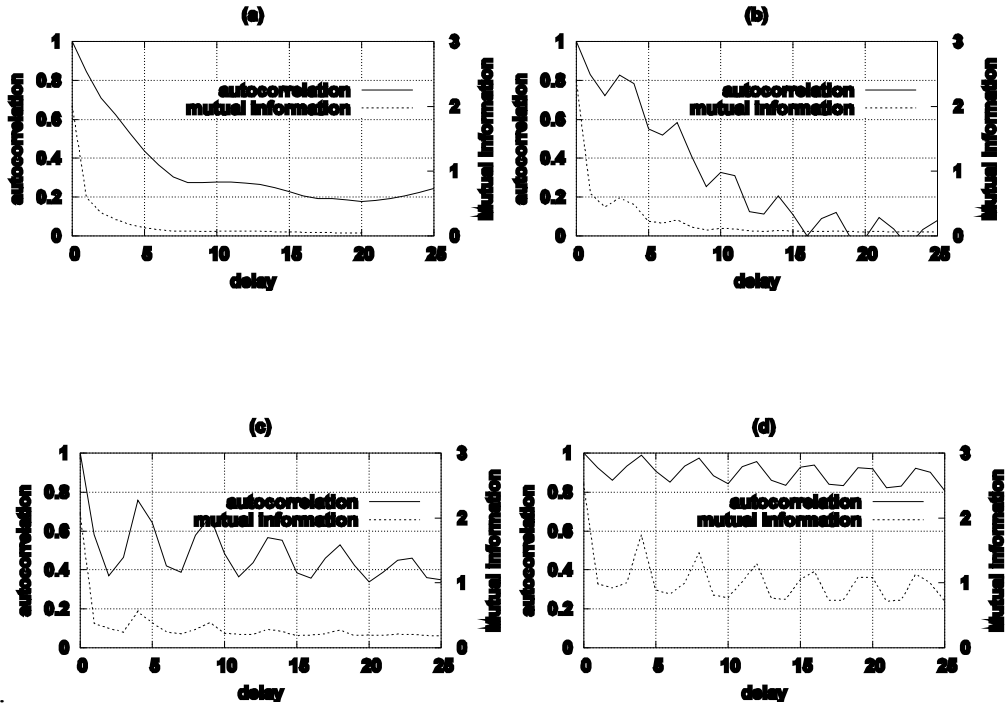 (a)
(b)
1
0.8
0.6
0.4
0.2
0
autocorrelation
autocorrelation
mutual information
3
2
1
0
Mutual Information
0 5 10 15 20 25
delay
1
0.8
0.6
0.4
0.2
0
autocorrelation
autocorrelation
mutual information
3
2
1
0
Mutual Information
0 5 10 15 20 25
delay
(c)
(d)
1
0.8
0.6
0.4
0.2
0
autocorrelation
autocorrelation
mutual information
3
2
1
0
Mutual Information
0 5 10 15 20 25
delay
1
0.8
0.6
0.4
0.2
0
autocorrelation
autocorrelation
mutual information
3
2
1
0
Mutual Information
0 5 10 15 20 25
delay